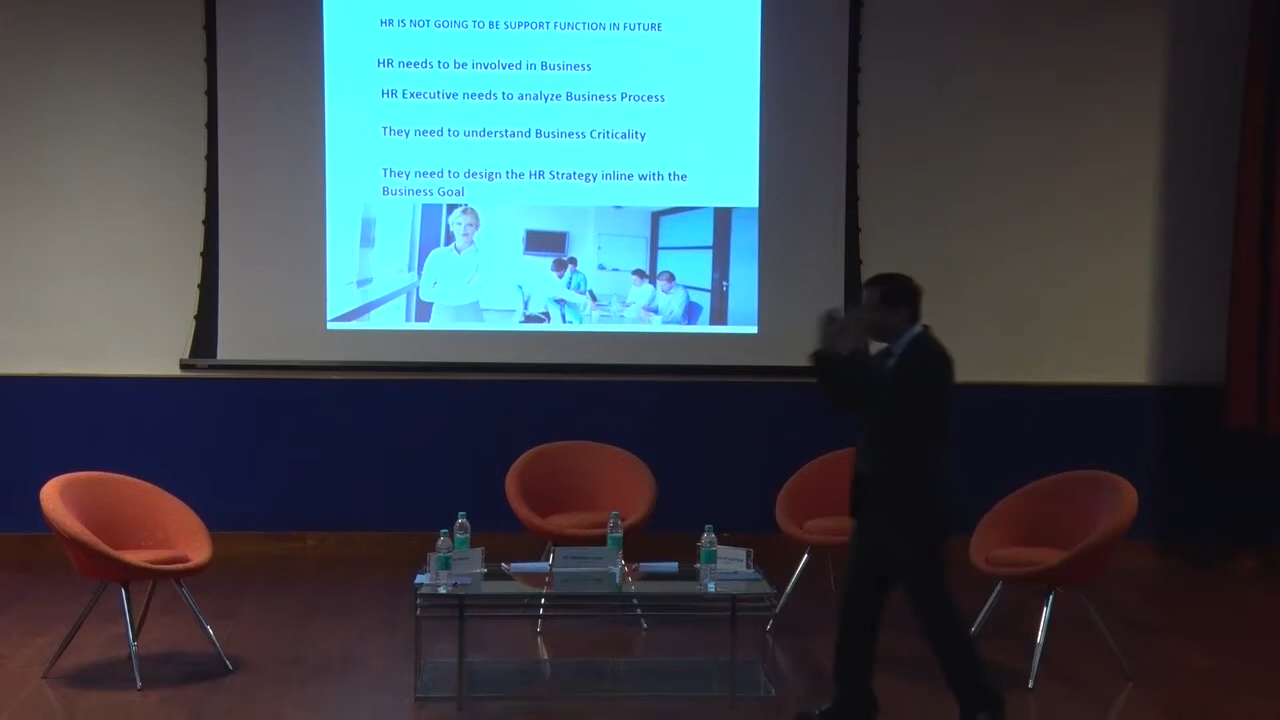 HR IS NOT GOING TO BE SUPPORT FUNCTION IN FUTURE
HR needs to be involved in Business
HR Executive needs to analyze Business Process
They need to understand Business Criticality
They need to design the HR Strategy inline with the
Business Goal